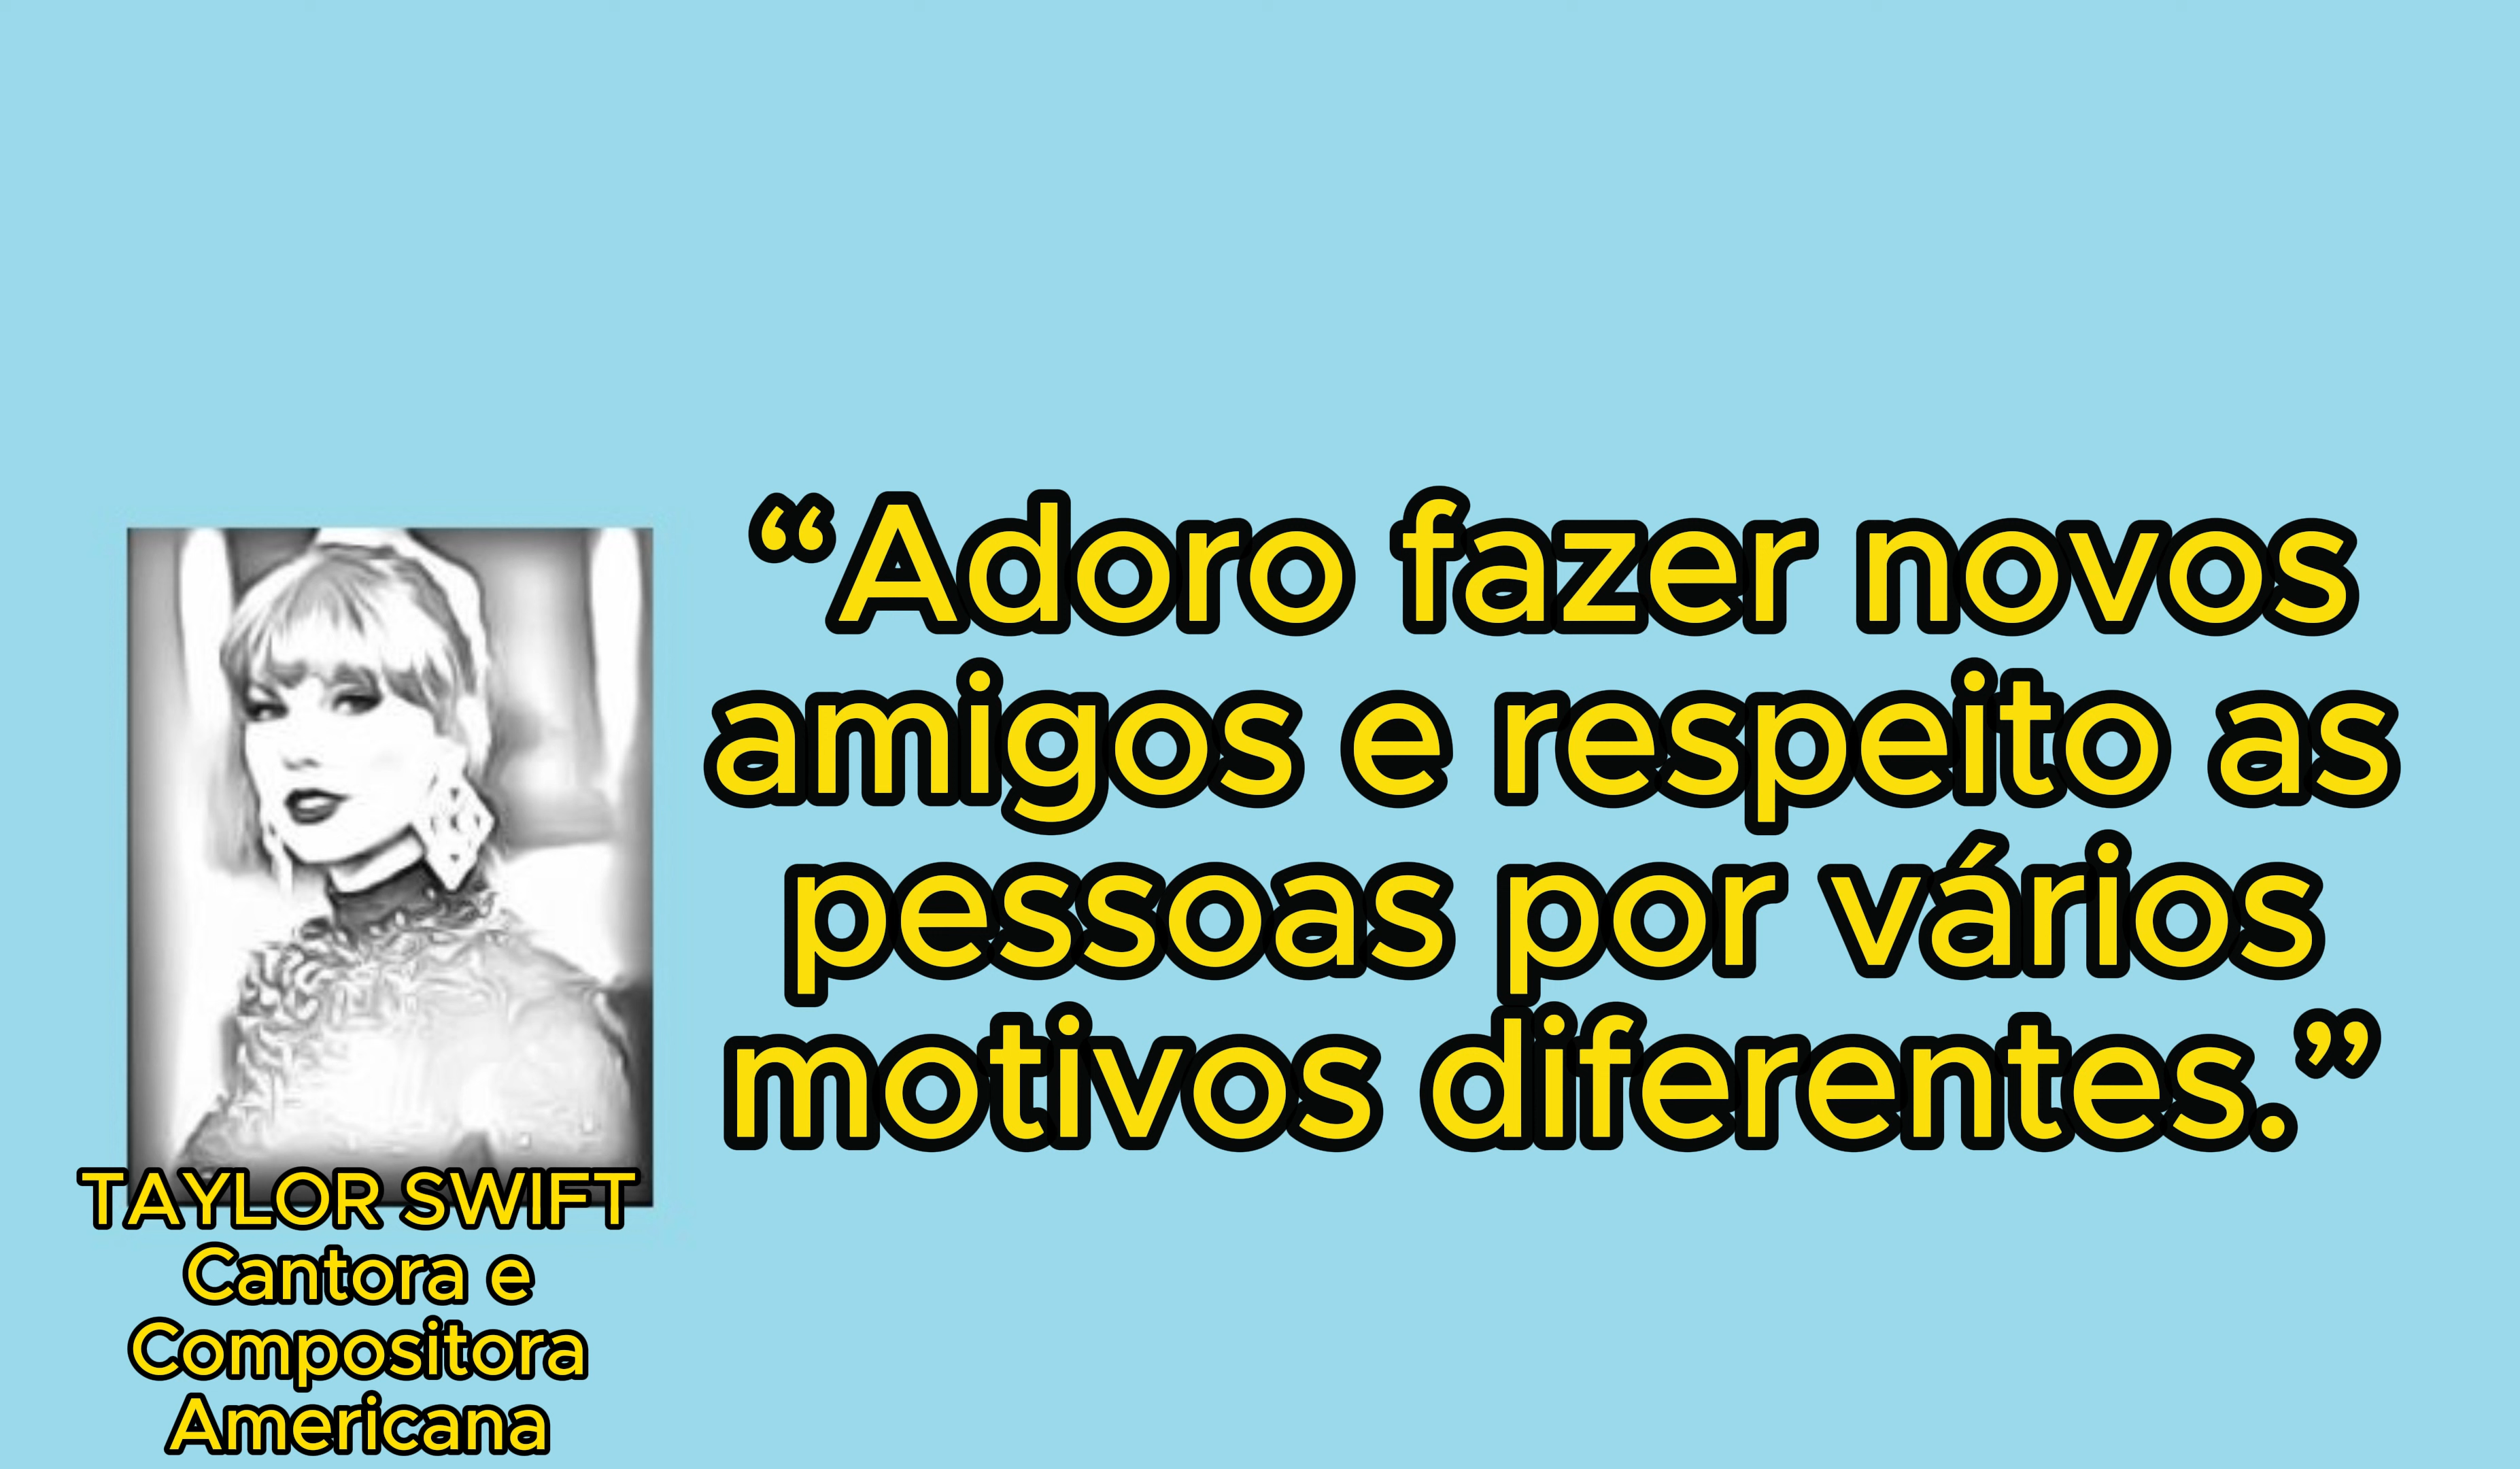 “Adoro fazer novos
amigos e respeito as
pessoas por vários
motivos diferentes.”
TAYLOR SWIFT
Cantora e
Compositora
Americana